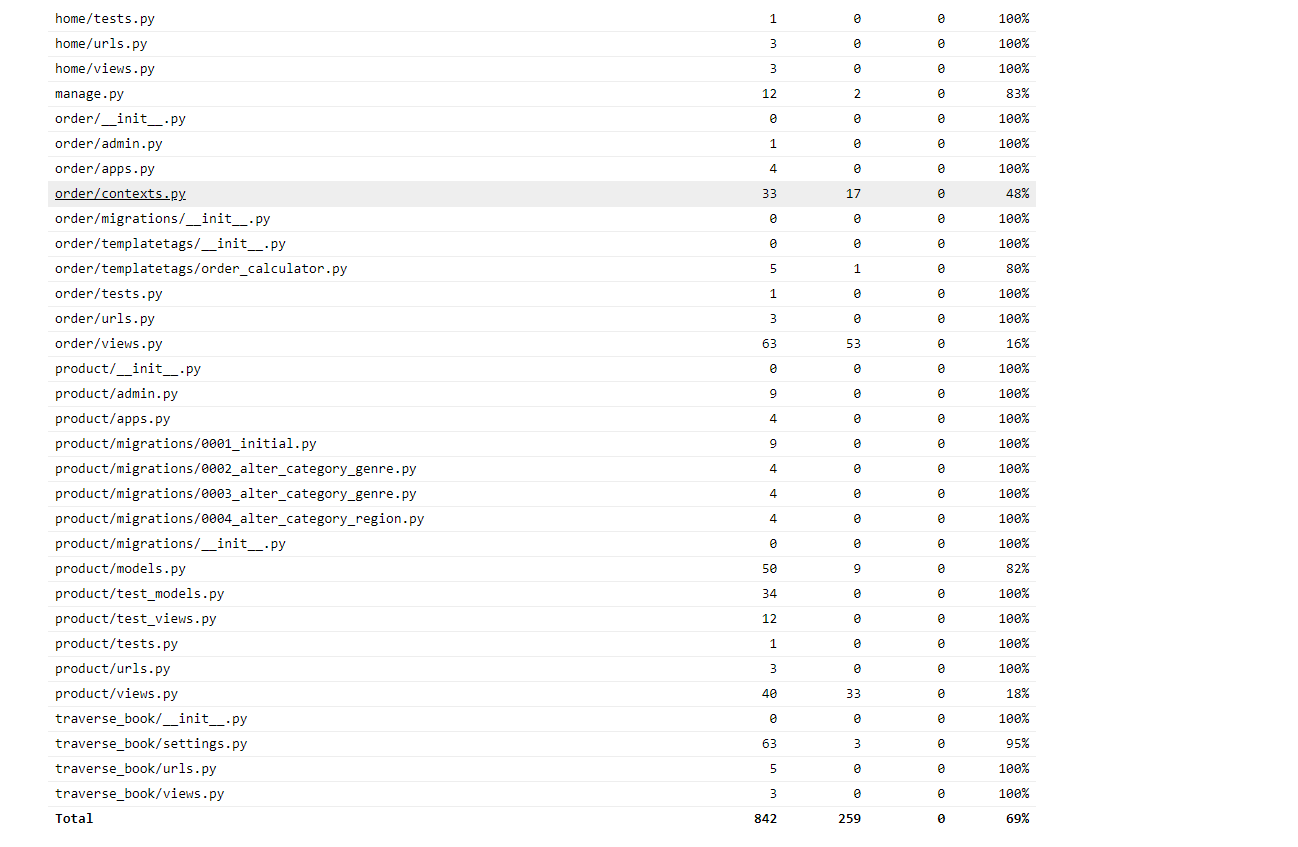 home/tests.py 1 0 0 100%
home/urls.py 3 0 0 100%
home/views.py 3 0 0 100%
manage.py 12 2 0 83%
order/__init__.py 0 0 0 100%
order/admin.py 1 0 0 100%
order/apps.py 4 0 0 100%
order/contexts.py 33 17 0 48%
order/migrations/__init__.py 0 0 0 100%
order/templatetags/__init__.py 0 0 0 100%
order/templatetags/order_calculator.py 5 1 0 80%
order/tests.py 1 0 0 100%
order/urls.py 3 0 0 100%
order/views.py 63 53 0 16%
product/__init__.py 0 0 0 100%
product/admin.py 9 0 0 100%
product/apps.py 4 0 0 100%
product/migrations/0001_initial.py 9 0 0 100%
product/migrations/0002_alter_category_genre.py 4 0 0 100%
product/migrations/0003_alter_category_genre.py 4 0 0 100%
product/migrations/0004_alter_category_region.py 4 0 0 100%
product/migrations/__init__.py 0 0 0 100%
product/models.py 50 9 0 82%
product/test_models.py 34 0 0 100%
product/test_views.py 12 0 0 100%
product/tests.py 1 0 0 100%
product/urls.py 3 0 0 100%
product/views.py 40 33 0 18%
traverse_book/__init__.py 0 0 0 100%
traverse_book/settings.py 63 3 0 95%
traverse_book/urls.py 5 0 0 100%
traverse_book/views.py 3 0 0 100%
Total 842 259 0 69%